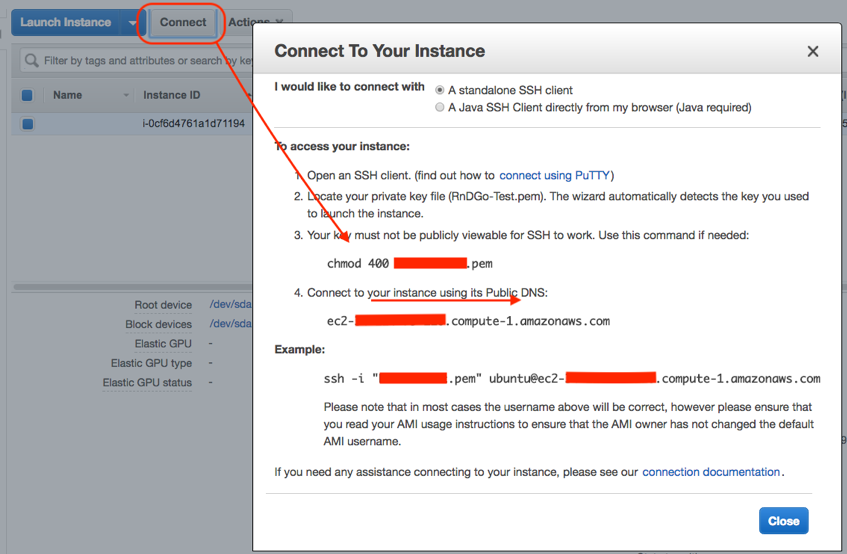 Launch Instance
Connect
Actions
Connect To Your Instance
Filter by tags and attributes or search by key
I would like to connect with
A standalone SSH client
A Java SSH Client directly from my browser (Java required)
Name
Instance ID
i-0cf6d4761a1d71194
To access your instance:
1. Open an SSH client. (find out how to connect using PuTTY)
2. Locate your private key file (RnDGo-Test.pem). The wizard automatically detects the key you used
to launch the instance.
3. Your key must not be publicly viewable for SSH to work. Use this command if needed:
chmod 400 .pem
4. Connect to your instance using its Public DNS:
ec2- .compute-1.amazonaws.com
Root device /dev/sda
Block devices /dev/sda
Elastic GPU -
Elastic GPU type -
Elastic GPU status -
Example:
ssh -i " .pem" ubuntu@ec2- .compute-1.amazonaws.com
Please note that in most cases the username above will be correct, however please ensure that
you read your AMI usage instructions to ensure that the AMI owner has not changed the default
AMI username.
If you need any assistance connecting to your instance, please see our connection documentation.
Close